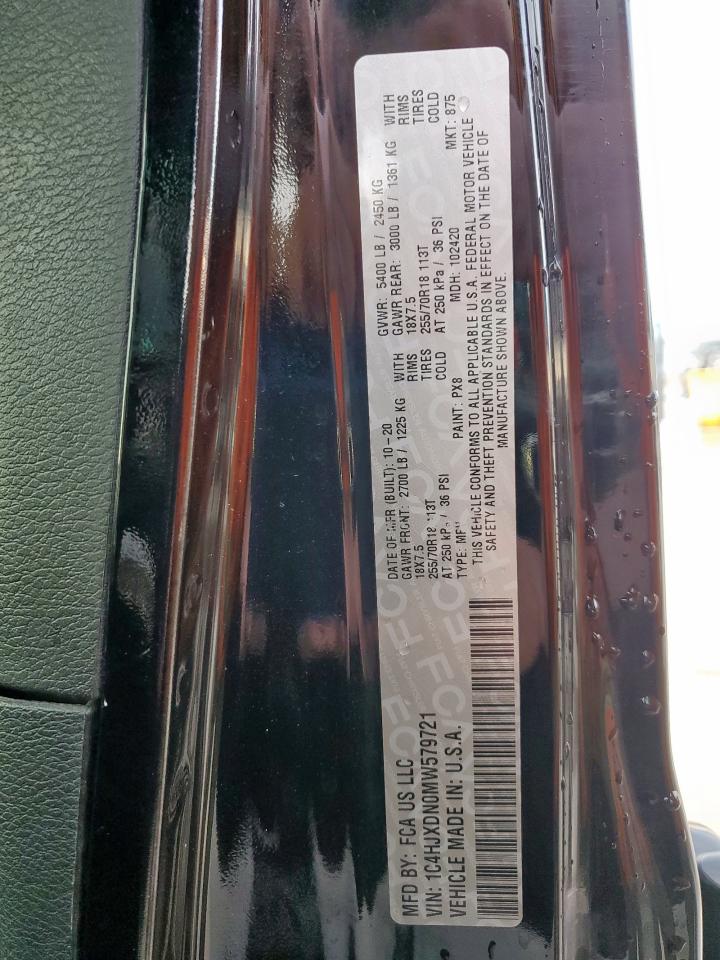 MFD BY: FCA US LLC
DATE OF MFR (BUILT): 10-20
GVWR: 5400 LB / 2450 KG
GAWR FRONT: 2700 LB / 1225 KG WITH
GAWR REAR: 3000 LB / 1361 KG WITH
18X7.5 RIMS
18X7.5 RIMS
255/70R18 113T TIRES
255/70R18 113T TIRES
AT 250 kPa / 36 PSI COLD
AT 250 kPa / 36 PSI COLD
VIN: 1C4HJXDN0MW579721
TYPE: PAINT: PX8 MDH: 102420 MKT: 875
VEHICLE MADE IN: U.S.A.
THIS VEHICLE CONFORMS TO ALL APPLICABLE U.S.A. FEDERAL MOTOR VEHICLE
SAFETY AND THEFT PREVENTION STANDARDS IN EFFECT ON THE DATE OF
MANUFACTURE SHOWN ABOVE.